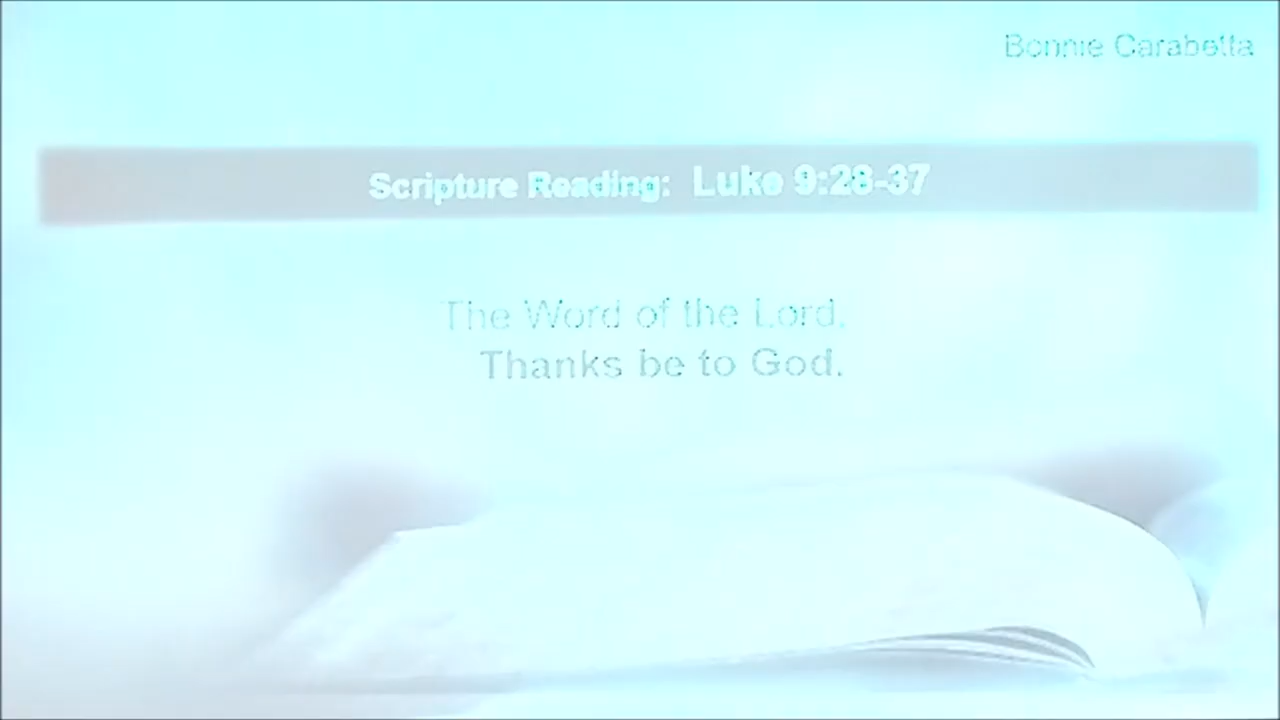 Bonnie Carabetta
Scripture Reading: Luke 9:28-37
The Word of the Lord,
Thanks be to God.